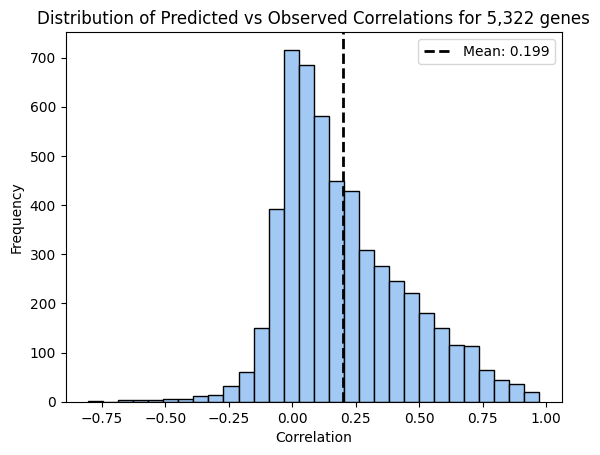 Distribution of Predicted vs Observed Correlations for 5,322 genes
Mean: 0.199
Frequency
700
600
500
400
300
200
100
0
−0.75 −0.50 −0.25 0.00 0.25 0.50 0.75 1.00
Correlation